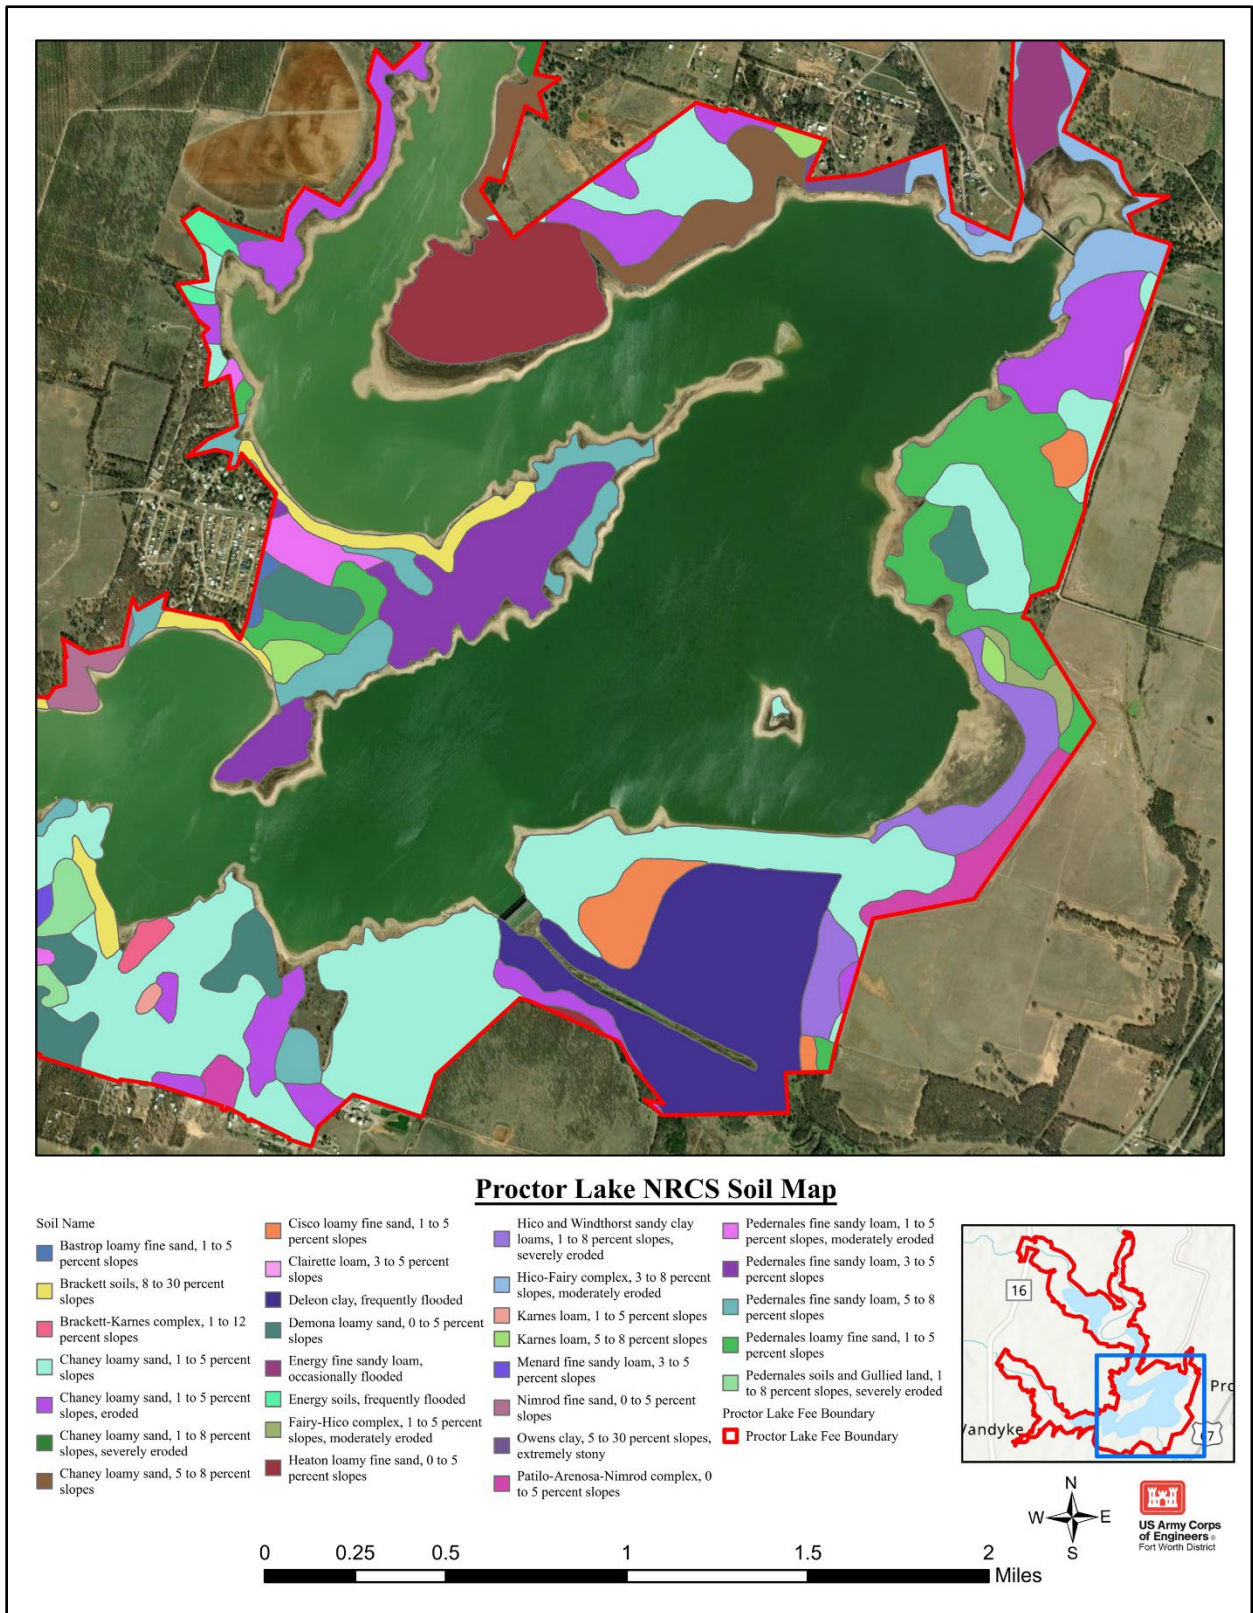 Proctor Lake NRCS Soil Map
Soil Name
Bastrop loamy fine sand, 1 to 5
percent slopes
Brackett soils, 8 to 30 percent
slopes
Brackett-Karnes complex, 1 to 12
percent slopes
Chaney loamy sand, 1 to 5 percent
slopes
Chaney loamy sand, 1 to 5 percent
slopes, eroded
Chaney loamy sand, 1 to 8 percent
slopes, severely eroded
Chaney loamy sand, 5 to 8 percent
slopes
Cisco loamy fine sand, 1 to 5
percent slopes
Clairette loam, 3 to 5 percent
slopes
Deleon clay, frequently flooded
Demona loamy sand, 0 to 5 percent
slopes
Energy fine sandy loam,
occasionally flooded
Energy soils, frequently flooded
Fairy-Hico complex, 1 to 5 percent
slopes, moderately eroded
Heaton loamy fine sand, 0 to 5
percent slopes
Hico and Windthorst sandy clay
loams, 1 to 8 percent slopes,
severely eroded
Hico-Fairy complex, 3 to 8 percent
slopes, moderately eroded
Karnes loam, 1 to 5 percent slopes
Karnes loam, 5 to 8 percent slopes
Menard fine sandy loam, 3 to 5
percent slopes
Nimrod fine sand, 0 to 5 percent
slopes
Owens clay, 5 to 30 percent slopes,
extremely stony
Patilo-Arenosa-Nimrod complex, 0
to 5 percent slopes
Pedernales fine sandy loam, 1 to 5
percent slopes, moderately eroded
Pedernales fine sandy loam, 3 to 5
percent slopes
Pedernales fine sandy loam, 5 to 8
percent slopes
Pedernales loamy fine sand, 1 to 5
percent slopes
Pedernales soils and Gullied land, 1
to 8 percent slopes, severely eroded
Proctor Lake Fee Boundary
Proctor Lake Fee Boundary
16
Pro
Vandyke
67
N
W E
S
US Army Corps
of Engineers®
Fort Worth District
0 0.25 0.5 1 1.5 2
Miles